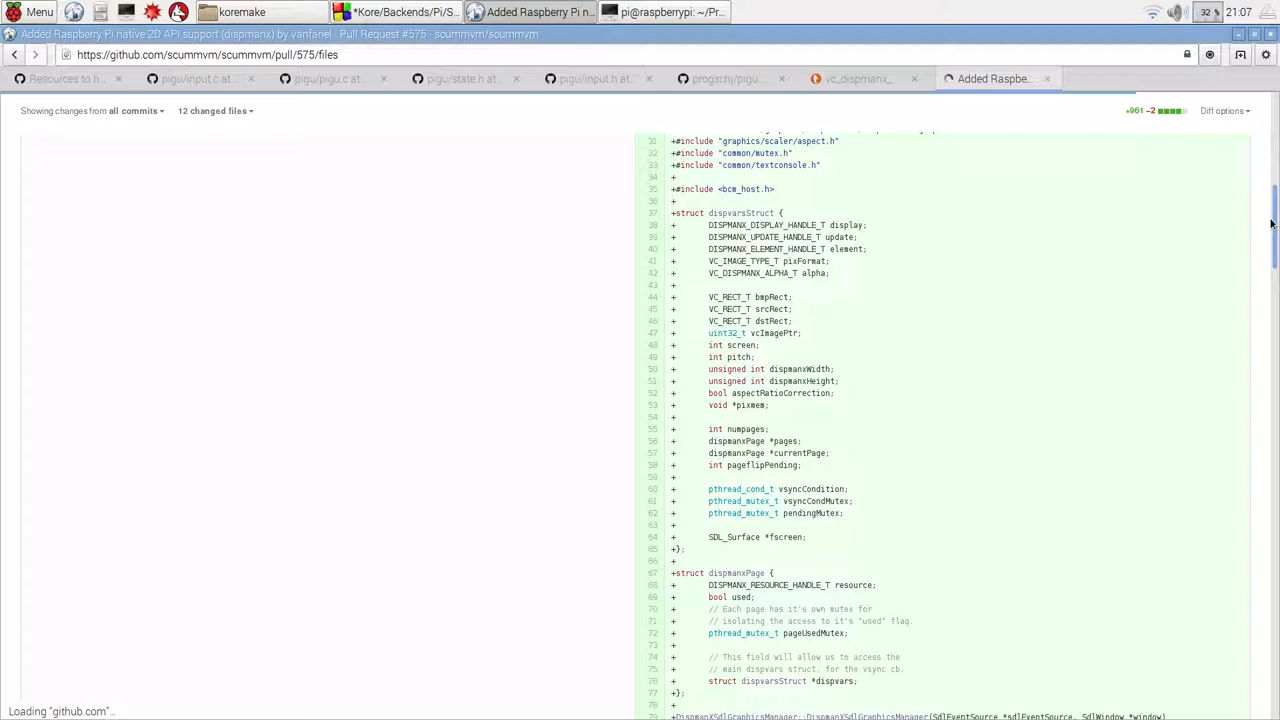 Menu koremake *Kore/Backends/Pi/S... Added Raspberry Pi n... pi@raspberrypi: ~/Pr... 32 % 21:07
Added Raspberry Pi native 2D API support (dispmanx) by vanfanel · Pull Request #575 · scummvm/scummvm
https://github.com/scummvm/scummvm/pull/575/files
Resources to h... pigu/input.c at ... pigu/pigu.c at ... pigu/state.h at ... pigu/input.h at... progschj/pigu · vc_dispmanx_ Added Raspbe...
Showing changes from all commits 12 changed files +961 −2 Diff options
31 +#include "graphics/scaler/aspect.h"
32 +#include "common/mutex.h"
33 +#include "common/textconsole.h"
34 +
35 +#include <bcm_host.h>
36 +
37 +struct dispvarsStruct {
38 + DISPMANX_DISPLAY_HANDLE_T display;
39 + DISPMANX_UPDATE_HANDLE_T update;
40 + DISPMANX_ELEMENT_HANDLE_T element;
41 + VC_IMAGE_TYPE_T pixFormat;
42 + VC_DISPMANX_ALPHA_T alpha;
43 +
44 + VC_RECT_T bmpRect;
45 + VC_RECT_T srcRect;
46 + VC_RECT_T dstRect;
47 + uint32_t vcImagePtr;
48 + int screen;
49 + int pitch;
50 + unsigned int dispmanxWidth;
51 + unsigned int dispmanxHeight;
52 + bool aspectRatioCorrection;
53 + void *pixmem;
54 +
55 + int numpages;
56 + dispmanxPage *pages;
57 + dispmanxPage *currentPage;
58 + int pageflipPending;
59 +
60 + pthread_cond_t vsyncCondition;
61 + pthread_mutex_t vsyncCondMutex;
62 + pthread_mutex_t pendingMutex;
63 +
64 + SDL_Surface *fscreen;
65 +};
66 +
67 +struct dispmanxPage {
68 + DISPMANX_RESOURCE_HANDLE_T resource;
69 + bool used;
70 + // Each page has it's own mutex for
71 + // isolating the access to it's "used" flag.
72 + pthread_mutex_t pageUsedMutex;
73 +
74 + // This field will allow us to access the
75 + // main dispvars struct, for the vsync cb.
76 + struct dispvarsStruct *dispvars;
77 +};
78 +
79 +DispmanXSdlGraphicsManager::DispmanXSdlGraphicsManager(SdlEventSource *sdlEventSource, SdlWindow *window)
Loading "github.com"...